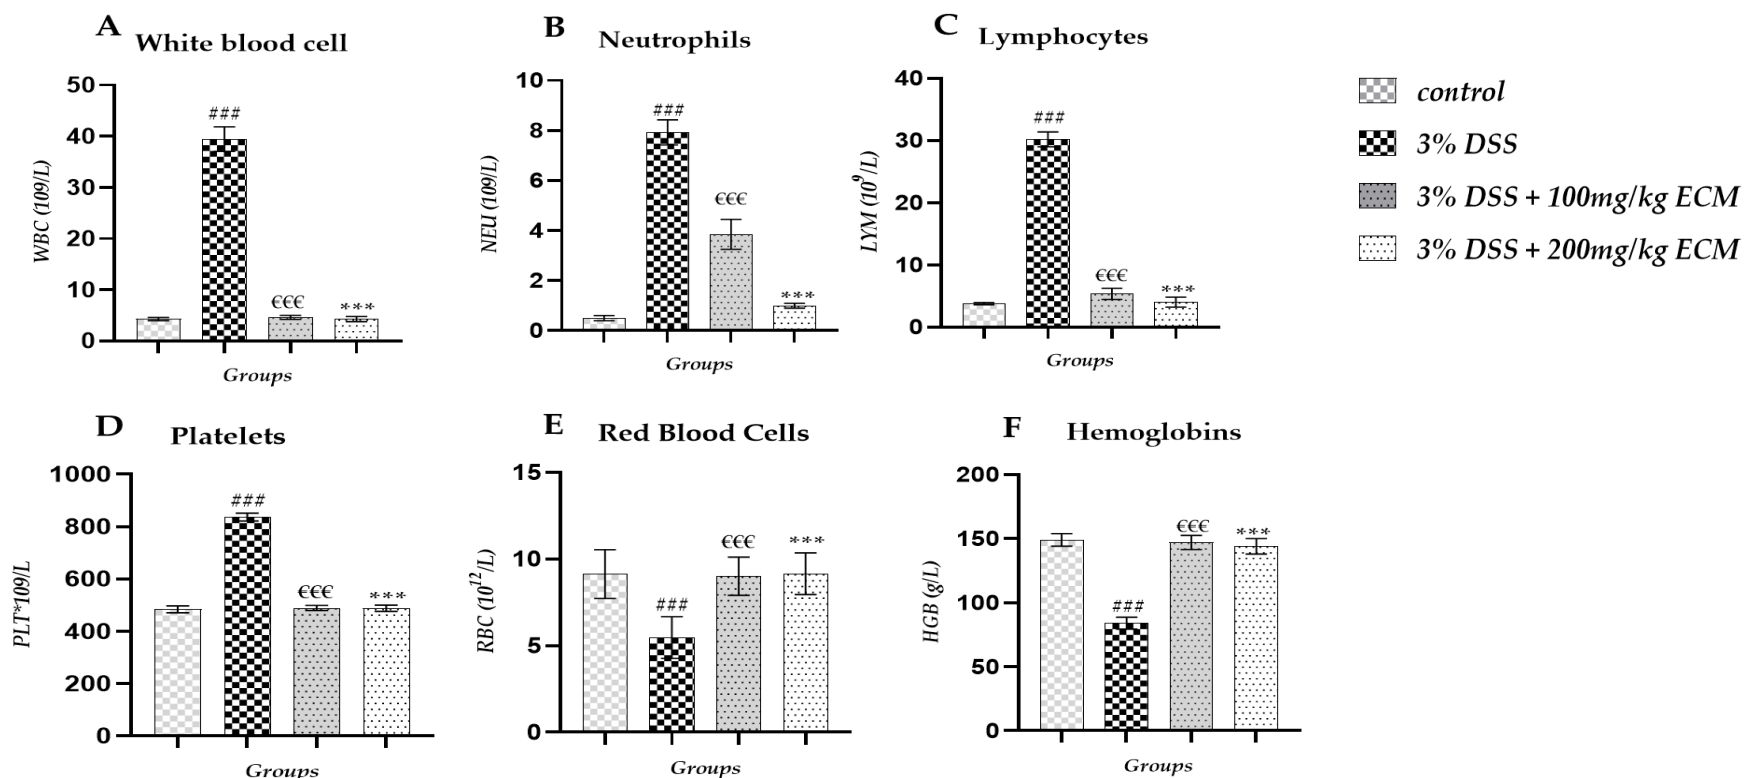 A White blood cell
50
40
30
20
10
0
WBC (109/L)
###
€€€
***
Groups
B Neutrophils
10
8
6
4
2
0
NEU (109/L)
###
€€€
***
Groups
C Lymphocytes
40
30
20
10
0
LYM (10⁹/L)
###
€€€
***
Groups
control
3% DSS
3% DSS + 100mg/kg ECM
3% DSS + 200mg/kg ECM
D Platelets
1000
800
600
400
200
0
PLT*109/L
###
€€€
***
Groups
E Red Blood Cells
15
10
5
0
RBC (10¹²/L)
###
€€€
***
Groups
F Hemoglobins
200
150
100
50
0
HGB (g/L)
###
€€€
***
Groups